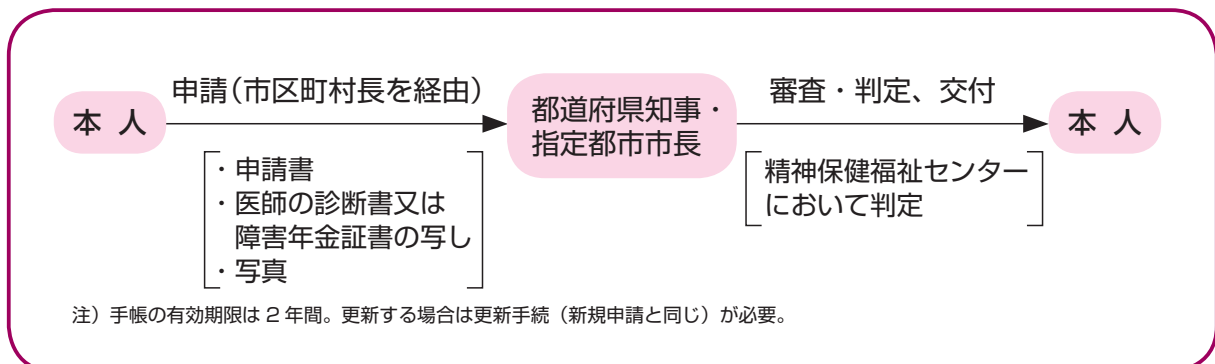 本 人
申請(市区町村長を経由)
・申請書
・医師の診断書又は
障害年金証書の写し
・写真
都道府県知事・
指定都市市長
審査・判定、交付
精神保健福祉センター
において判定
本 人
注）手帳の有効期限は 2 年間。更新する場合は更新手続（新規申請と同じ）が必要。